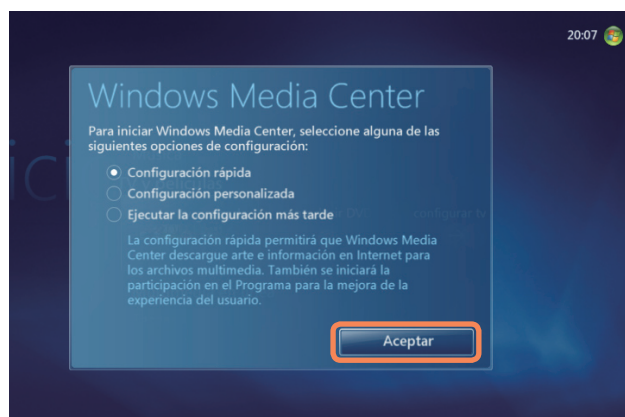 20:07
Windows Media Center
Para iniciar Windows Media Center, seleccione alguna de las
siguientes opciones de configuración:
Configuración rápida
Configuración personalizada
Ejecutar la configuración más tarde
configurar tv
La configuración rápida permitirá que Windows Media
Center descargue arte e información en Internet para
los archivos multimedia. También se iniciará la
participación en el Programa para la mejora de la
experiencia del usuario.
Aceptar